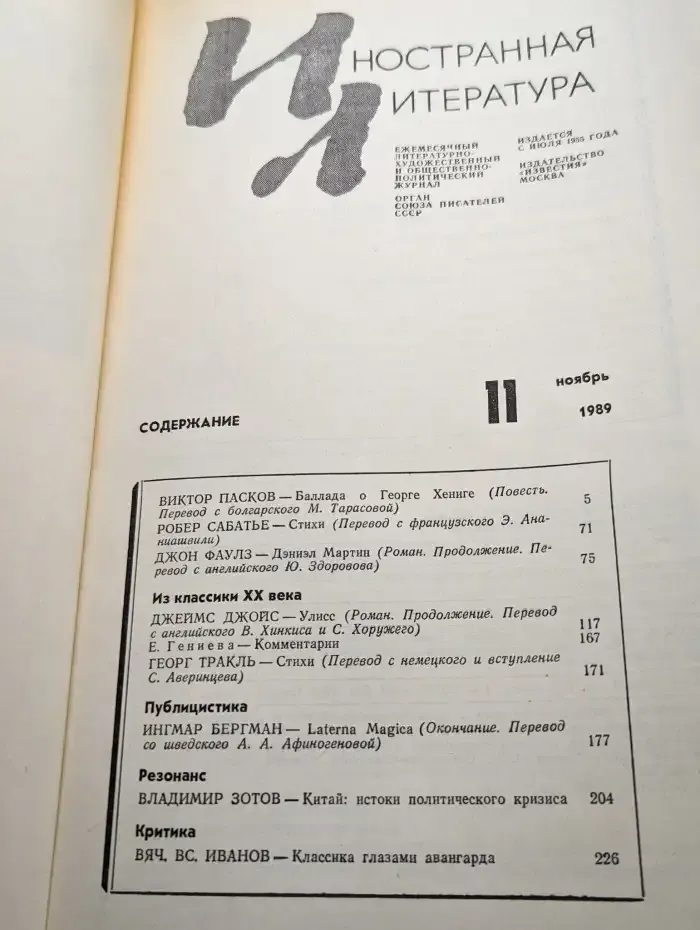 ИНОСТРАННАЯ
ЛИТЕРАТУРА
ЕЖЕМЕСЯЧНЫЙ
ЛИТЕРАТУРНО-
ХУДОЖЕСТВЕННЫЙ
И ОБЩЕСТВЕННО-
ПОЛИТИЧЕСКИЙ
ЖУРНАЛ
ОРГАН
СОЮЗА ПИСАТЕЛЕЙ
СССР
ИЗДАЕТСЯ
С ИЮЛЯ 1955 ГОДА
ИЗДАТЕЛЬСТВО
«ИЗВЕСТИЯ»
МОСКВА
СОДЕРЖАНИЕ
11 ноябрь
1989
ВИКТОР ПАСКОВ — Баллада о Георге Хениге (Повесть.
Перевод с болгарского М. Тарасовой) 5
РОБЕР САБАТЬЕ — Стихи (Перевод с французского Э. Ана-
ниашвили) 71
ДЖОН ФАУЛЗ — Дэниэл Мартин (Роман. Продолжение. Пе-
ревод с английского Ю. Здоровова) 75
Из классики XX века
ДЖЕЙМС ДЖОЙС — Улисс (Роман. Продолжение. Перевод
с английского В. Хинкиса и С. Хоружего) 117
Е. Гениева — Комментарии 167
ГЕОРГ ТРАКЛЬ — Стихи (Перевод с немецкого и вступление
С. Аверинцева) 171
Публицистика
ИНГМАР БЕРГМАН — Laterna Magica (Окончание. Перевод
со шведского А. А. Афиногеновой) 177
Резонанс
ВЛАДИМИР ЗОТОВ — Китай: истоки политического кризиса 204
Критика
ВЯЧ. ВС. ИВАНОВ — Классика глазами авангарда 226